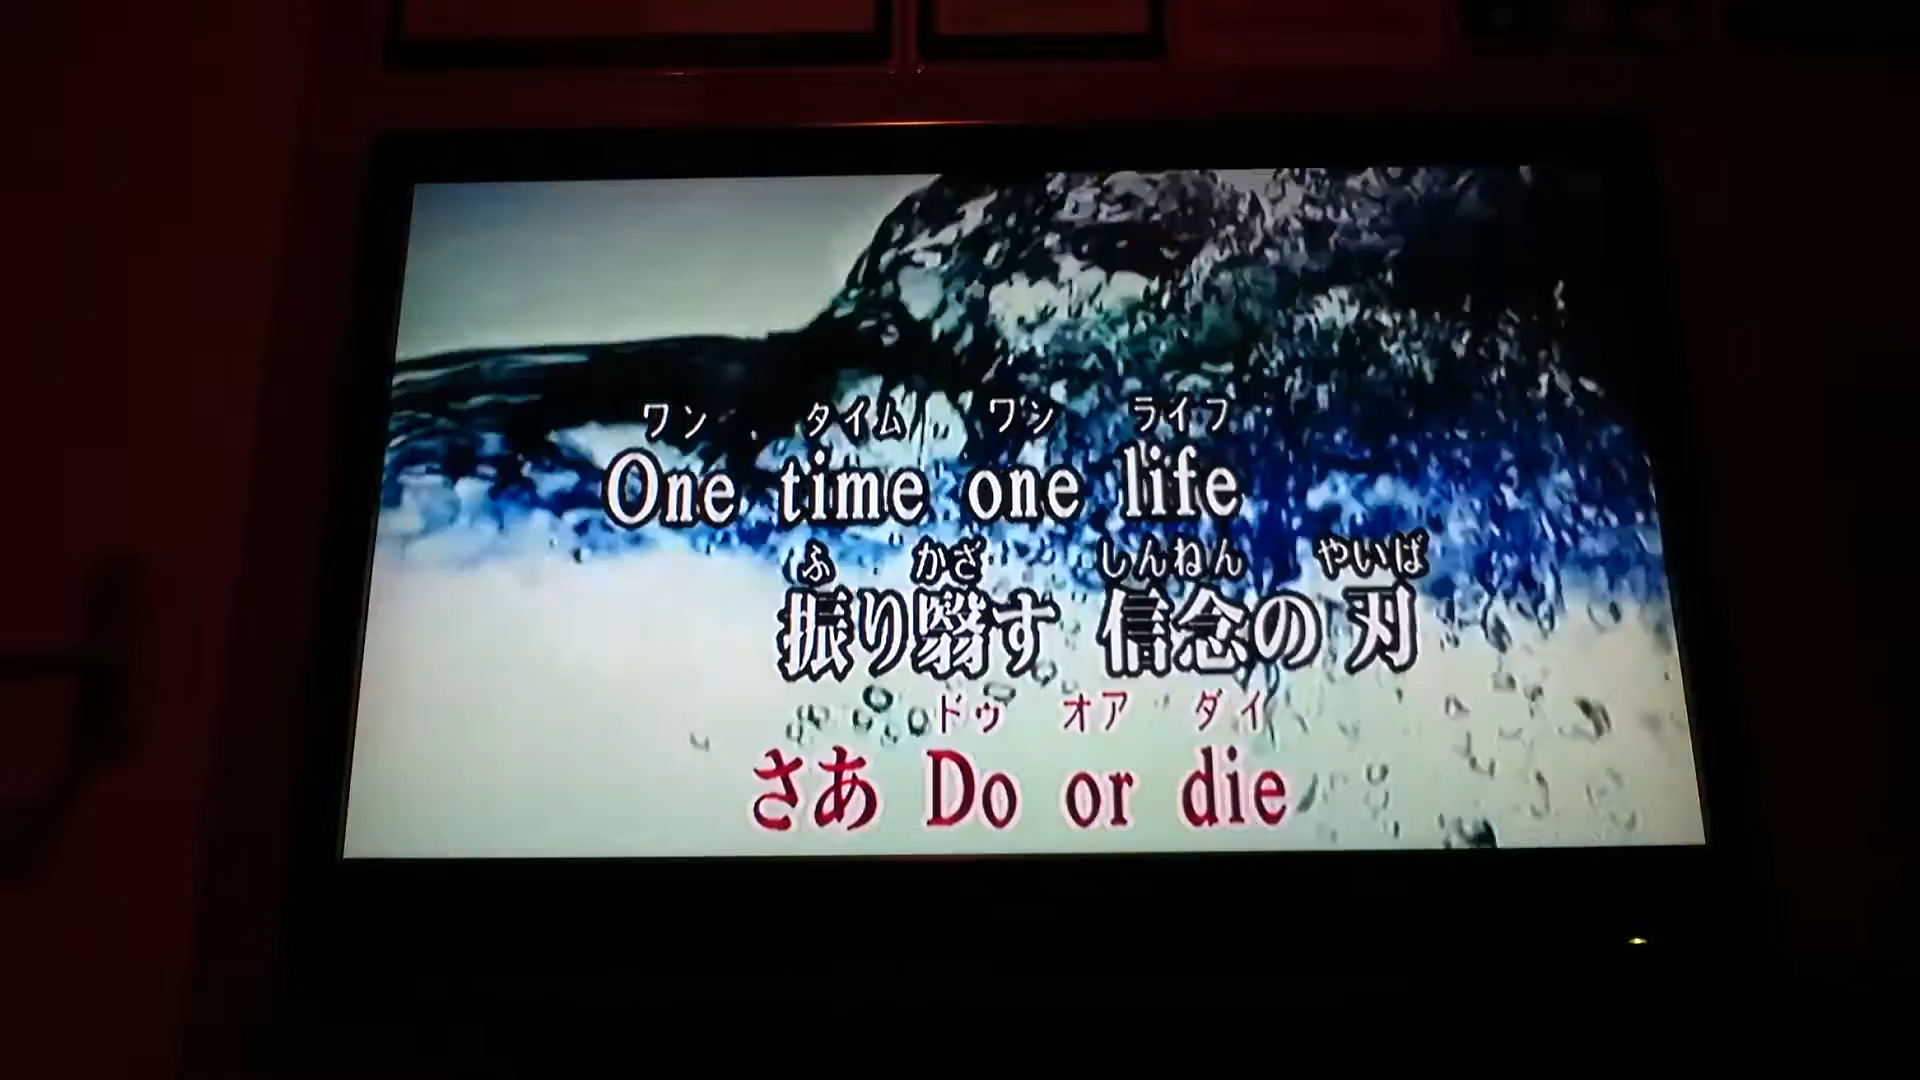 ワン タイム ワン ライフ
One time one life
ふ かざ しんねん やいば
振り翳す 信念の 刃
ドゥ オア ダイ
さあ Do or die